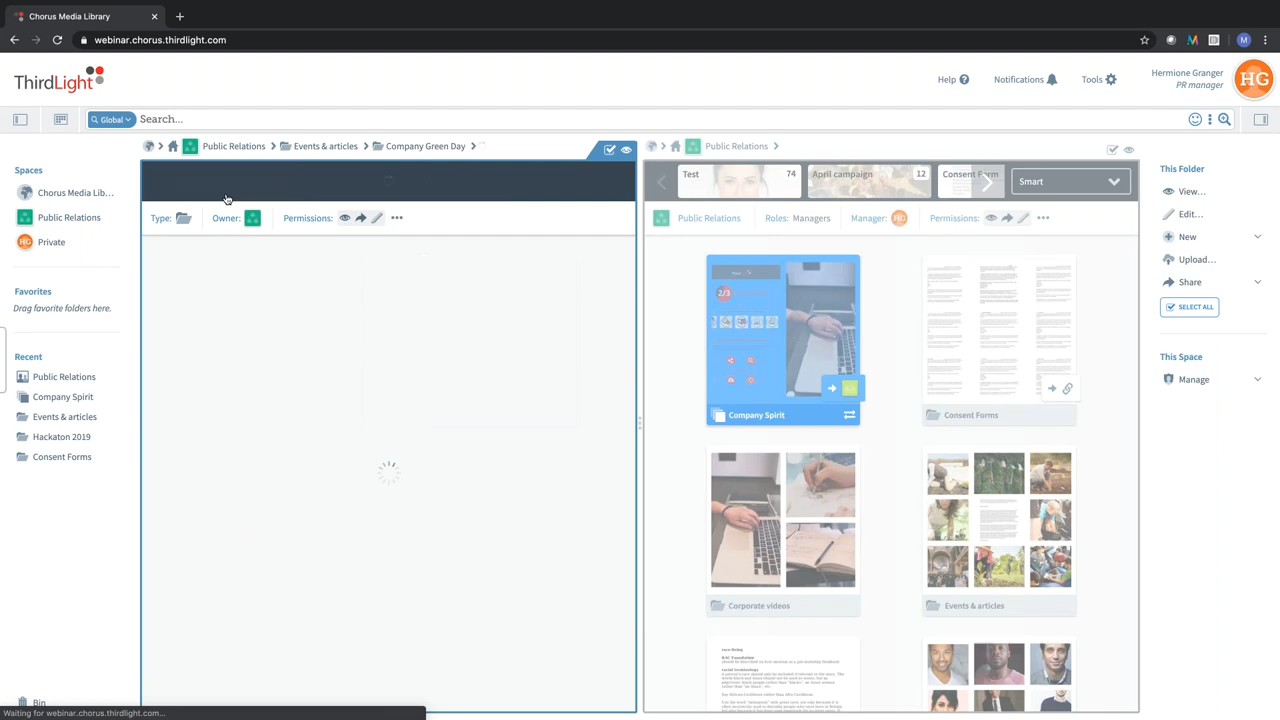 Chorus Media Library
webinar.chorus.thirdlight.com
M
ThirdLight
Help
Notifications
Tools
Hermione Granger
PR manager
HG
Global
Search...
Spaces
Chorus Media Lib...
Public Relations
HG
Private
Favorites
Drag favorite folders here.
Recent
Public Relations
Company Spirit
Events & articles
Hackaton 2019
Consent Forms
Bin
Waiting for webinar.chorus.thirdlight.com...
Public Relations
Events & articles
Company Green Day
Type:
Owner:
Permissions:
Public Relations
Test
74
April campaign
12
Consent Form
Smart
Public Relations
Roles: Managers
Manager: HG
Permissions:
2/3
Company Spirit
Consent Forms
Corporate videos
Events & articles
This Folder
View...
Edit...
New
Upload...
Share
SELECT ALL
This Space
Manage